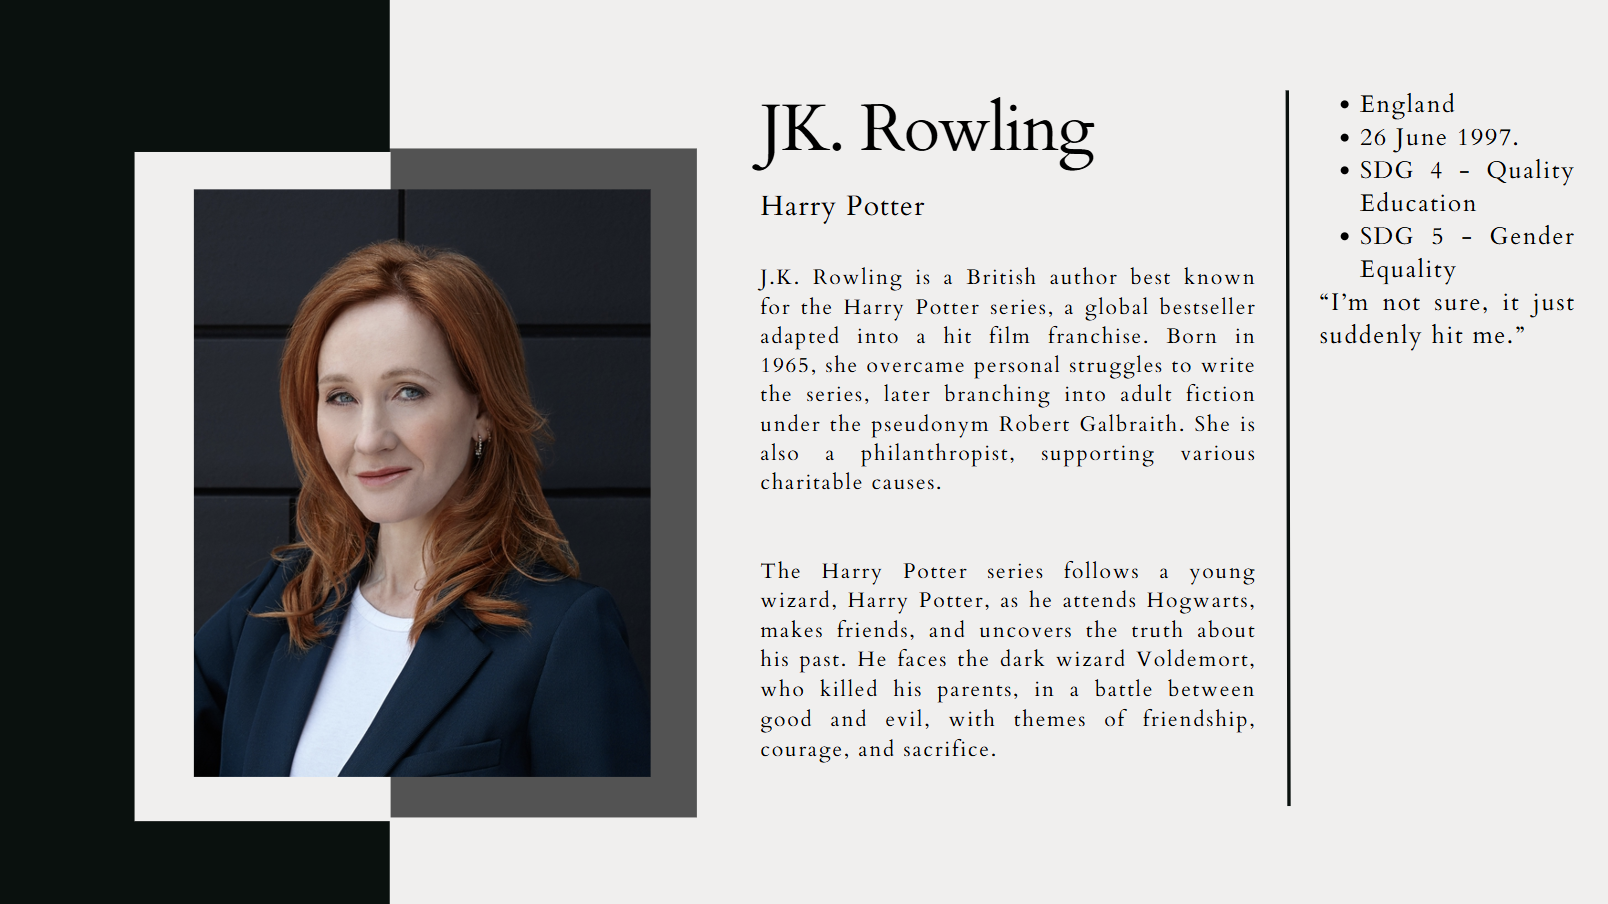 JK. Rowling
Harry Potter
J.K. Rowling is a British author best known
for the Harry Potter series, a global bestseller
adapted into a hit film franchise. Born in
1965, she overcame personal struggles to write
the series, later branching into adult fiction
under the pseudonym Robert Galbraith. She is
also a philanthropist, supporting various
charitable causes.
The Harry Potter series follows a young
wizard, Harry Potter, as he attends Hogwarts,
makes friends, and uncovers the truth about
his past. He faces the dark wizard Voldemort,
who killed his parents, in a battle between
good and evil, with themes of friendship,
courage, and sacrifice.
• England
• 26 June 1997.
• SDG 4 - Quality
Education
• SDG 5 - Gender
Equality
“I’m not sure, it just
suddenly hit me.”